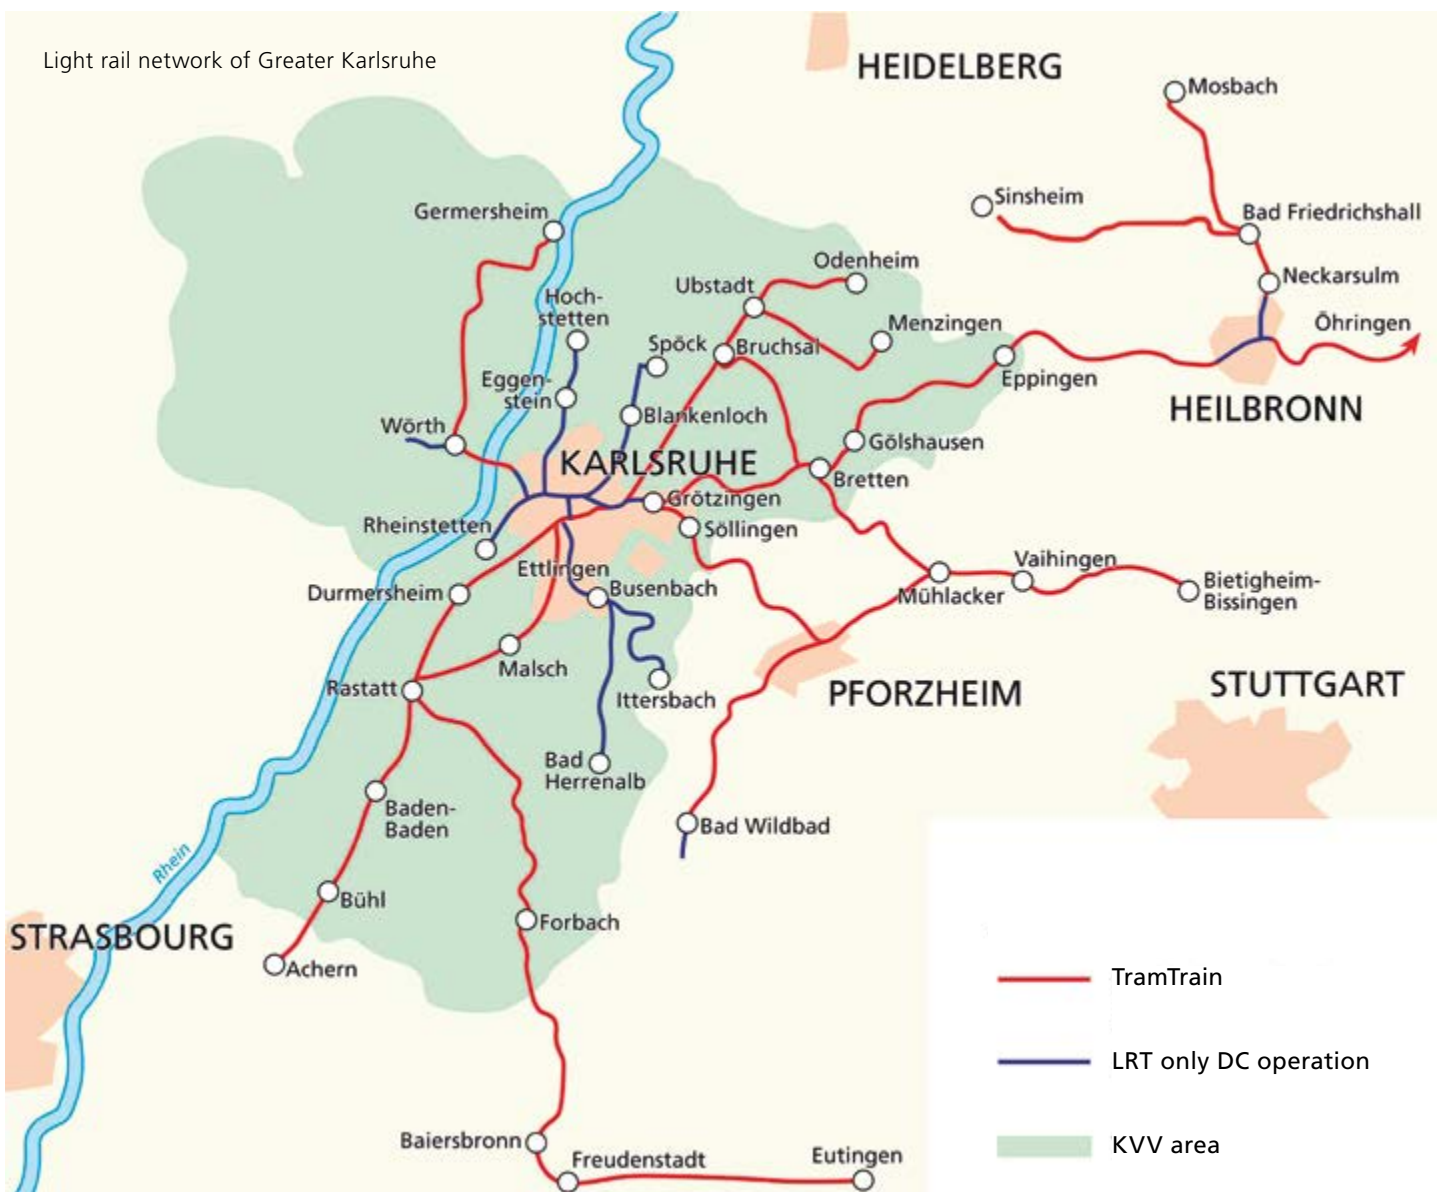 Light rail network of Greater Karlsruhe
HEIDELBERG
Mosbach
Sinsheim
Bad Friedrichshall
Germersheim
Odenheim
Neckarsulm
Ubstadt
Hoch-
stetten
Menzingen
Öhringen
Spöck
Bruchsal
Eppingen
Eggen-
stein
Blankenloch
HEILBRONN
Wörth
Gölshausen
KARLSRUHE
Bretten
Grötzingen
Rheinstetten
Söllingen
Ettlingen
Vaihingen
Durmersheim
Busenbach
Mühlacker
Bietigheim-
Bissingen
Malsch
Rastatt
Ittersbach
PFORZHEIM
STUTTGART
Bad
Herrenalb
Baden-
Baden
Bad Wildbad
Rhein
Bühl
Forbach
STRASBOURG
Achern
TramTrain
LRT only DC operation
KVV area
Baiersbronn
Freudenstadt
Eutingen